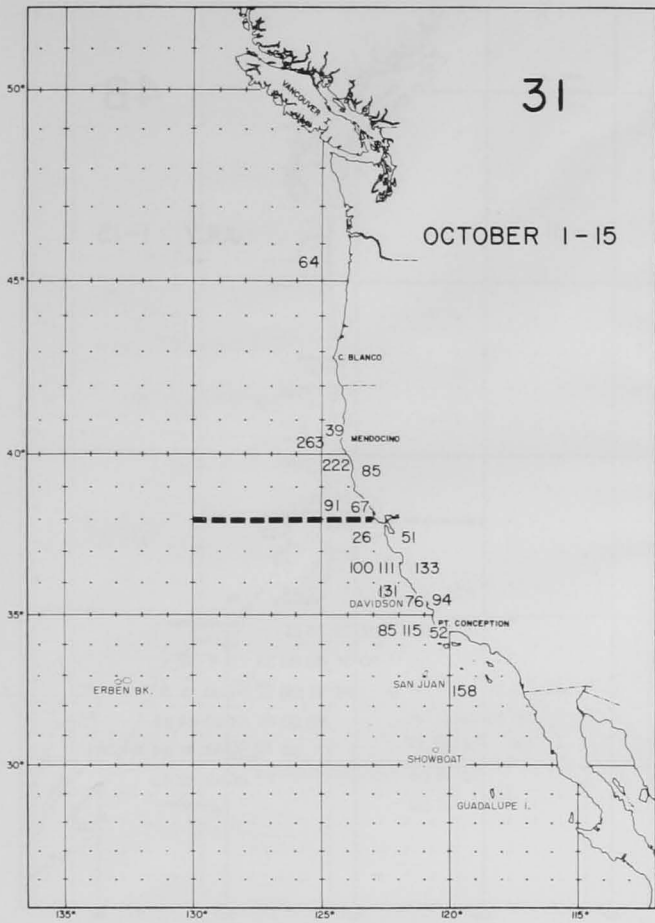 31
50°
VANCOUVER I.
OCTOBER 1-15
64
45°
C. BLANCO
39
263 MENDOCINO
40°
222 85
91 67
26 51
100 111 133
131
DAVIDSON 76 94
35°
85 115 52 PT. CONCEPTION
ERBEN BK.
SAN JUAN 158
SHOWBOAT
30°
GUADALUPE I.
135° 130° 125° 120° 115°